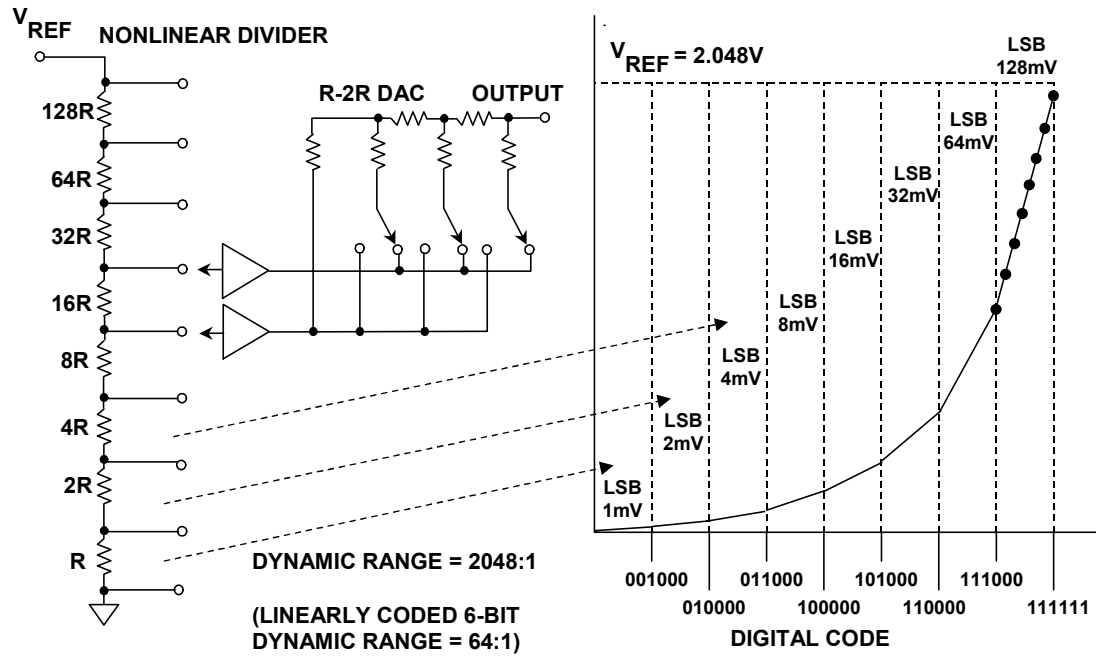 VREF
NONLINEAR DIVIDER
128R
64R
32R
16R
8R
4R
2R
R
R-2R DAC
OUTPUT
DYNAMIC RANGE = 2048:1
(LINEARLY CODED 6-BIT
DYNAMIC RANGE = 64:1)
VREF = 2.048V
LSB
128mV
LSB
64mV
LSB
32mV
LSB
16mV
LSB
8mV
LSB
4mV
LSB
2mV
LSB
1mV
001000
011000
101000
111000
010000
100000
110000
111111
DIGITAL CODE